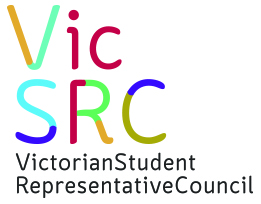 Vic
SRC
VictorianStudent
RepresentativeCouncil